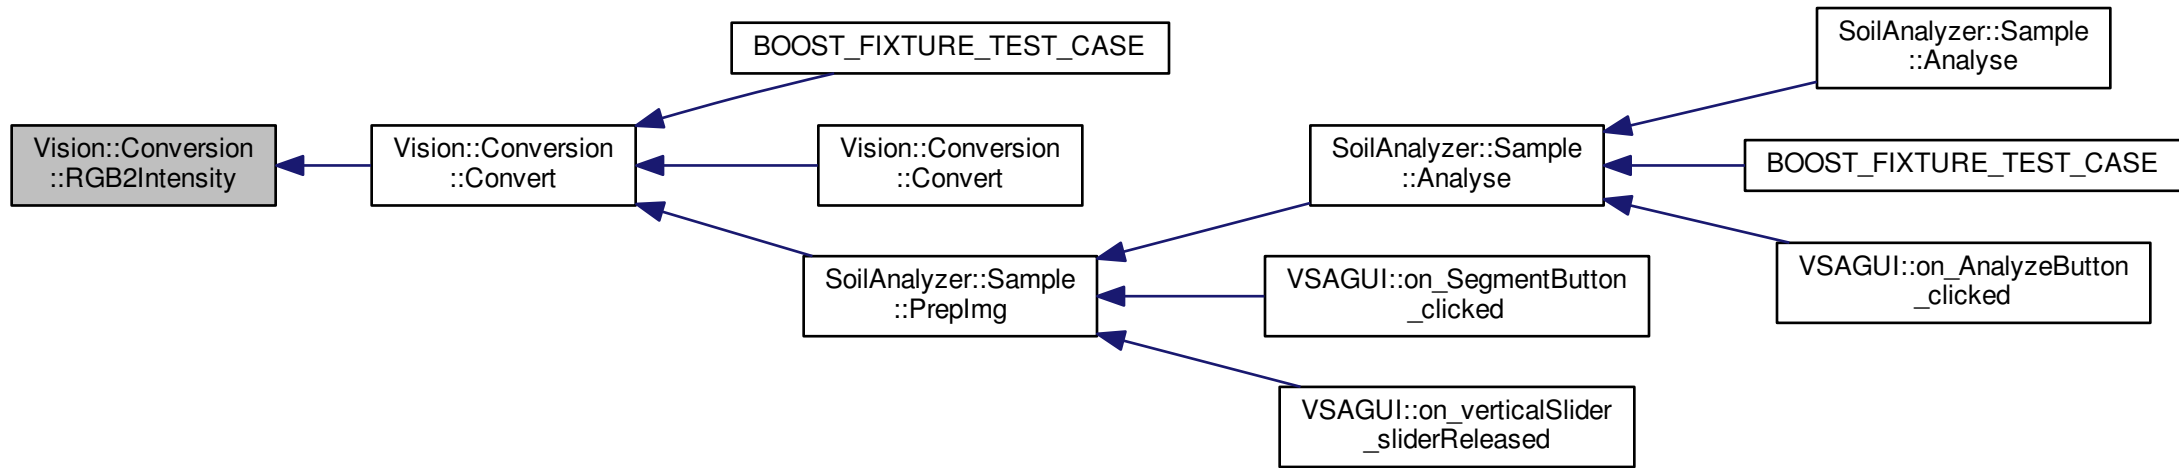 Vision::Conversion
::RGB2Intensity
Vision::Conversion
::Convert
BOOST_FIXTURE_TEST_CASE
Vision::Conversion
::Convert
SoilAnalyzer::Sample
::PrepImg
SoilAnalyzer::Sample
::Analyse
VSAGUI::on_SegmentButton
_clicked
VSAGUI::on_verticalSlider
_sliderReleased
SoilAnalyzer::Sample
::Analyse
BOOST_FIXTURE_TEST_CASE
VSAGUI::on_AnalyzeButton
_clicked